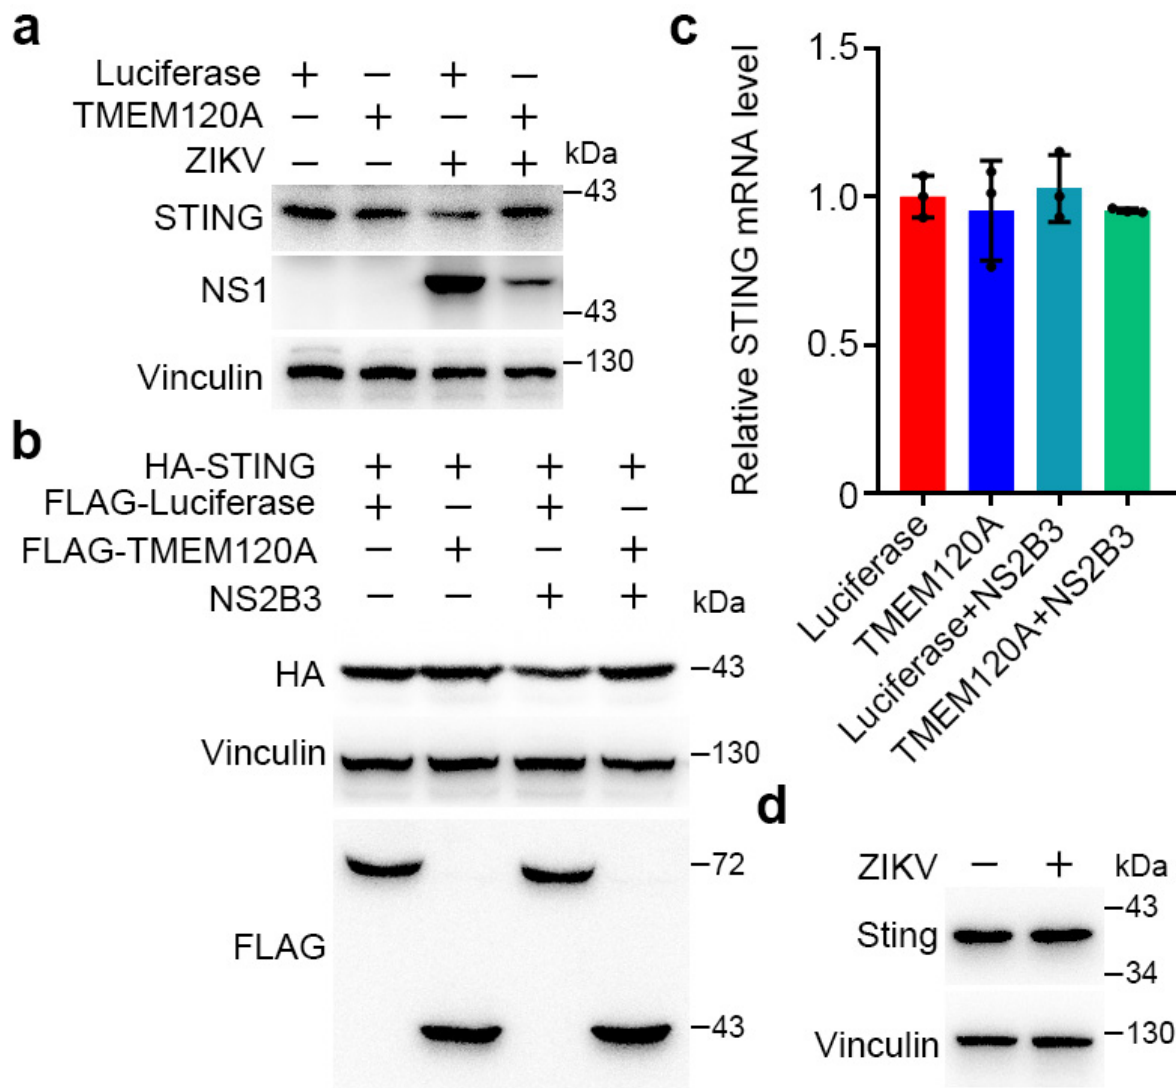 a
Luciferase + − + −
TMEM120A − + − +
ZIKV − − + + kDa
STING −43
NS1 −43
Vinculin −130
b
HA-STING + + + +
FLAG-Luciferase + − + −
FLAG-TMEM120A − + − +
NS2B3 − − + + kDa
HA −43
Vinculin −130
FLAG −72
−43
c
Relative STING mRNA level
1.5
1.0
0.5
0
Luciferase
TMEM120A
Luciferase+NS2B3
TMEM120A+NS2B3
d
ZIKV − + kDa
Sting −43
−34
Vinculin −130